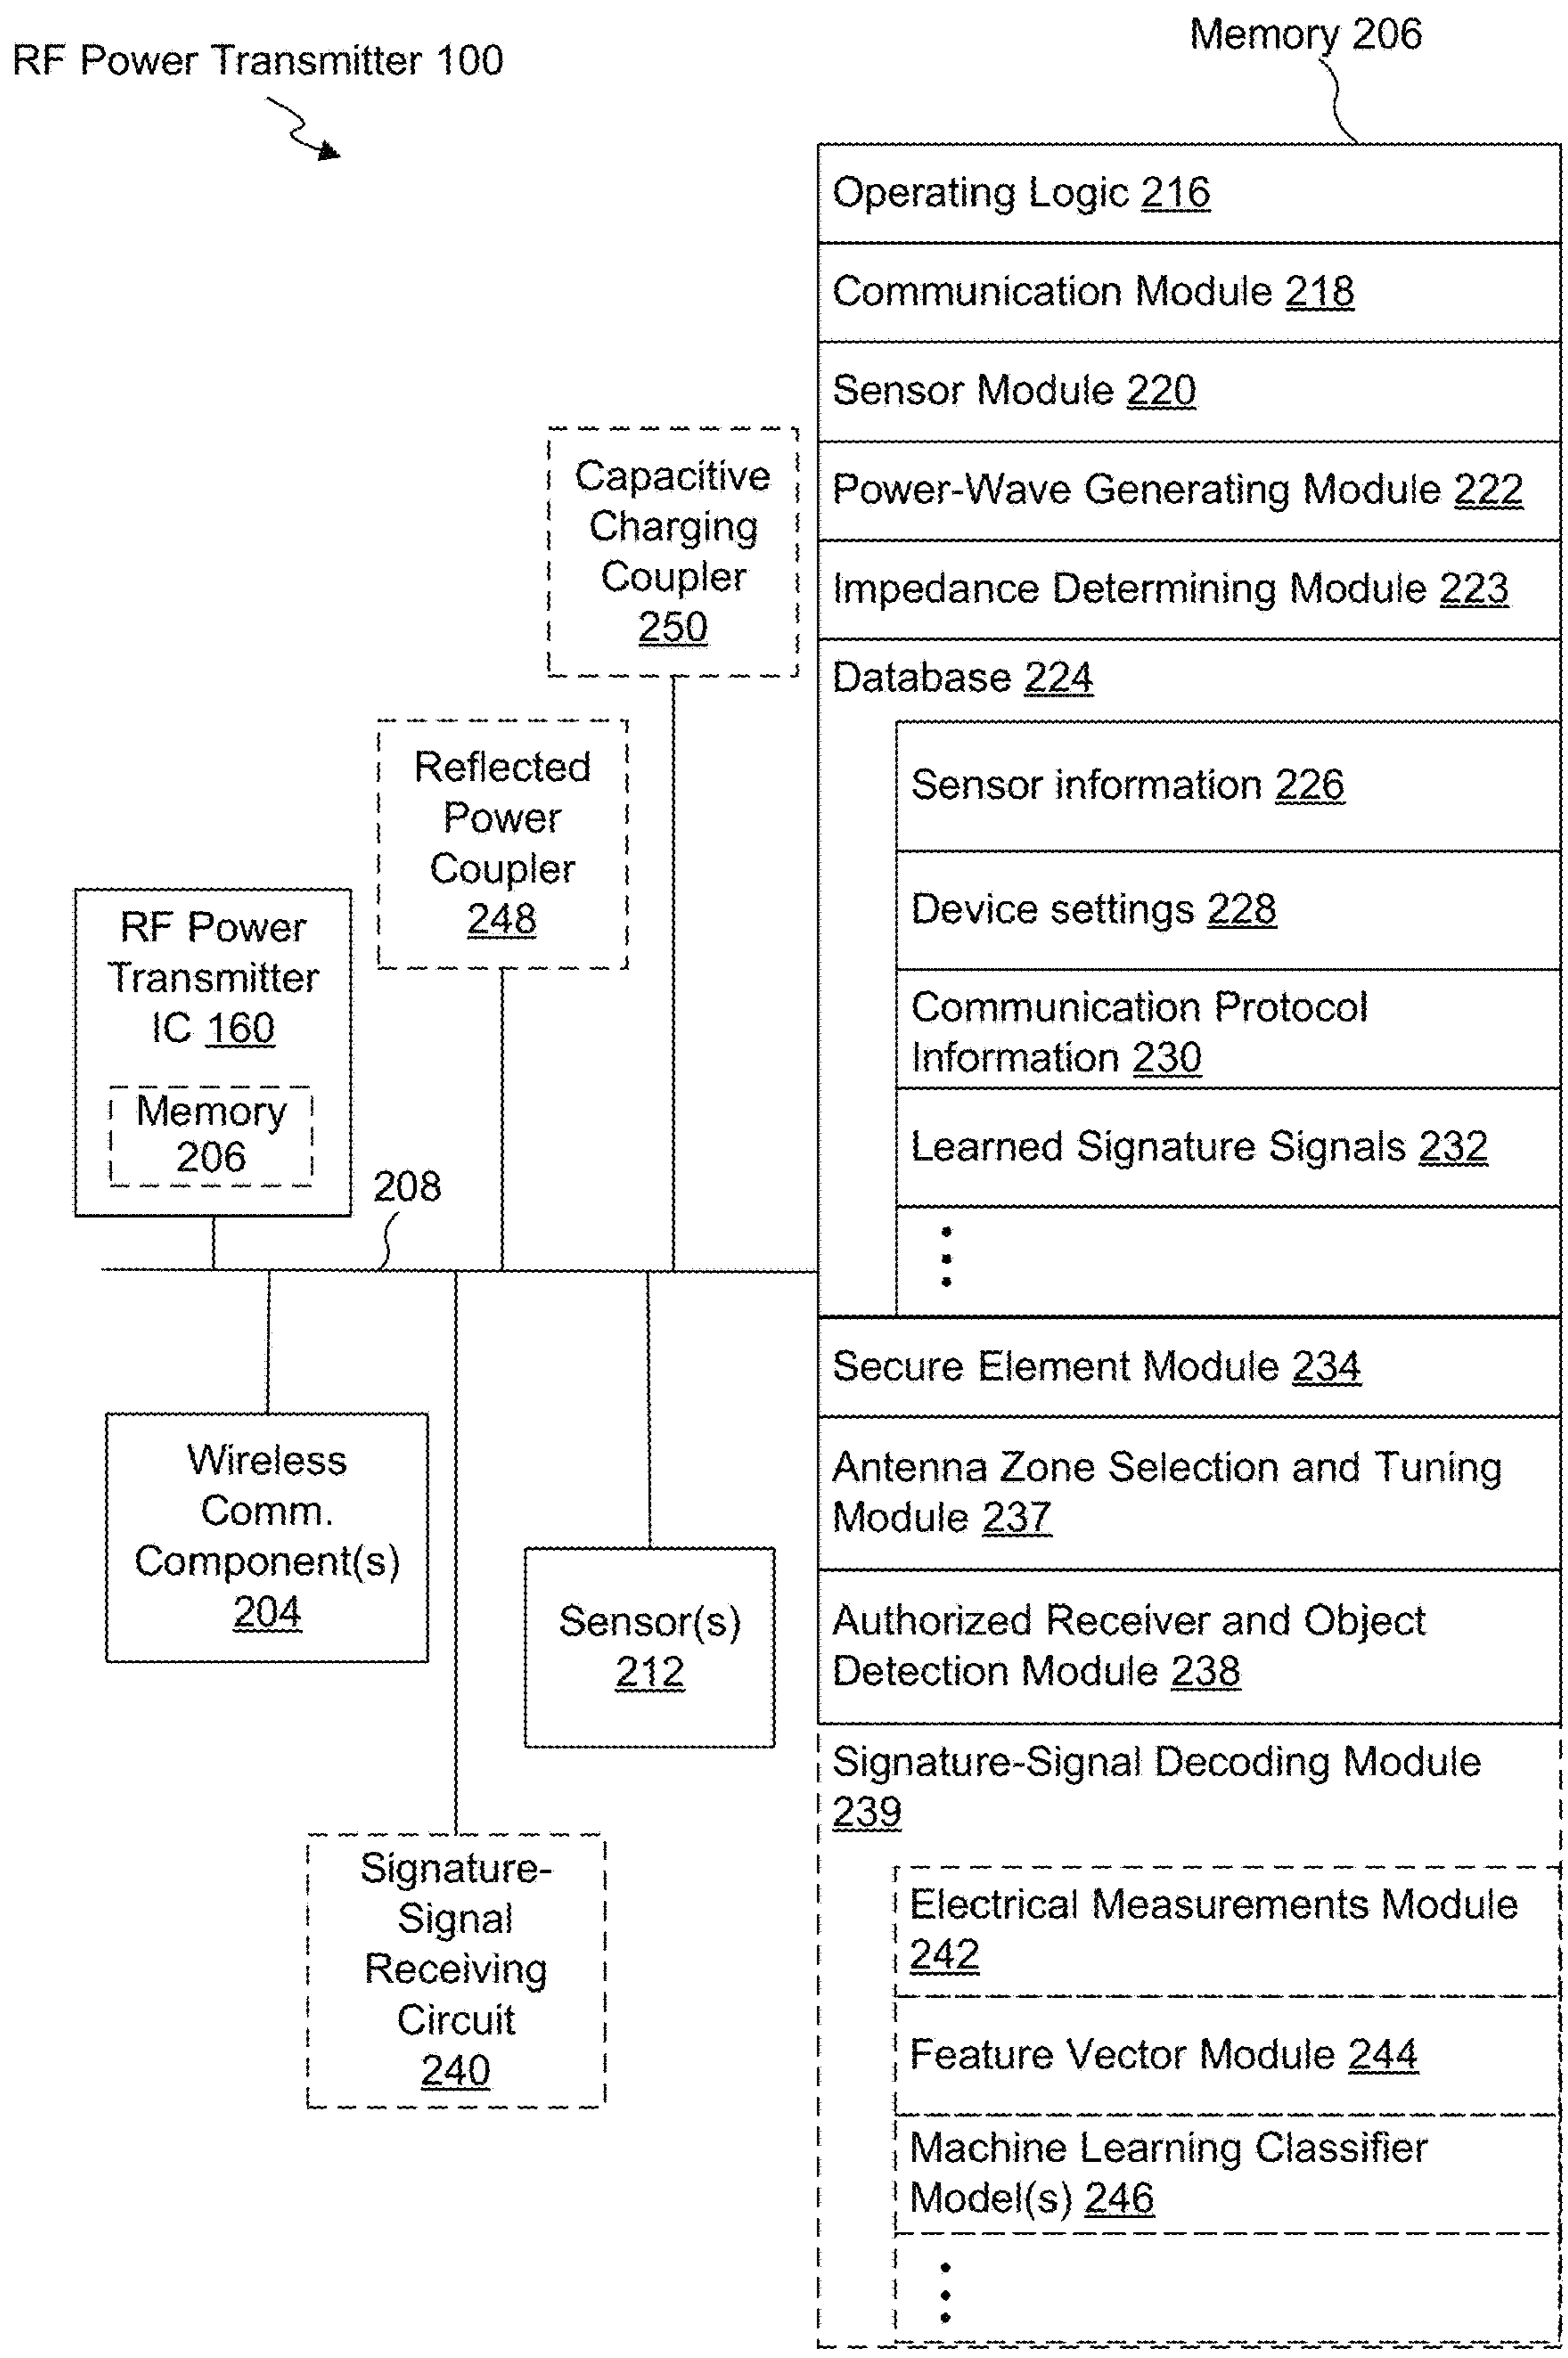 RF Power Transmitter 100
Memory 206
Operating Logic 216
Communication Module 218
Sensor Module 220
Power-Wave Generating Module 222
Impedance Determining Module 223
Database 224
Sensor information 226
Device settings 228
Communication Protocol
Information 230
Learned Signature Signals 232
Secure Element Module 234
Antenna Zone Selection and Tuning
Module 237
Authorized Receiver and Object
Detection Module 238
Signature-Signal Decoding Module
239
Electrical Measurements Module
242
Feature Vector Module 244
Machine Learning Classifier
Model(s) 246
Capacitive
Charging
Coupler
250
Reflected
Power
Coupler
248
RF Power
Transmitter
IC 160
Memory
206
208
Wireless
Comm.
Component(s)
204
Sensor(s)
212
Signature-
Signal
Receiving
Circuit
240